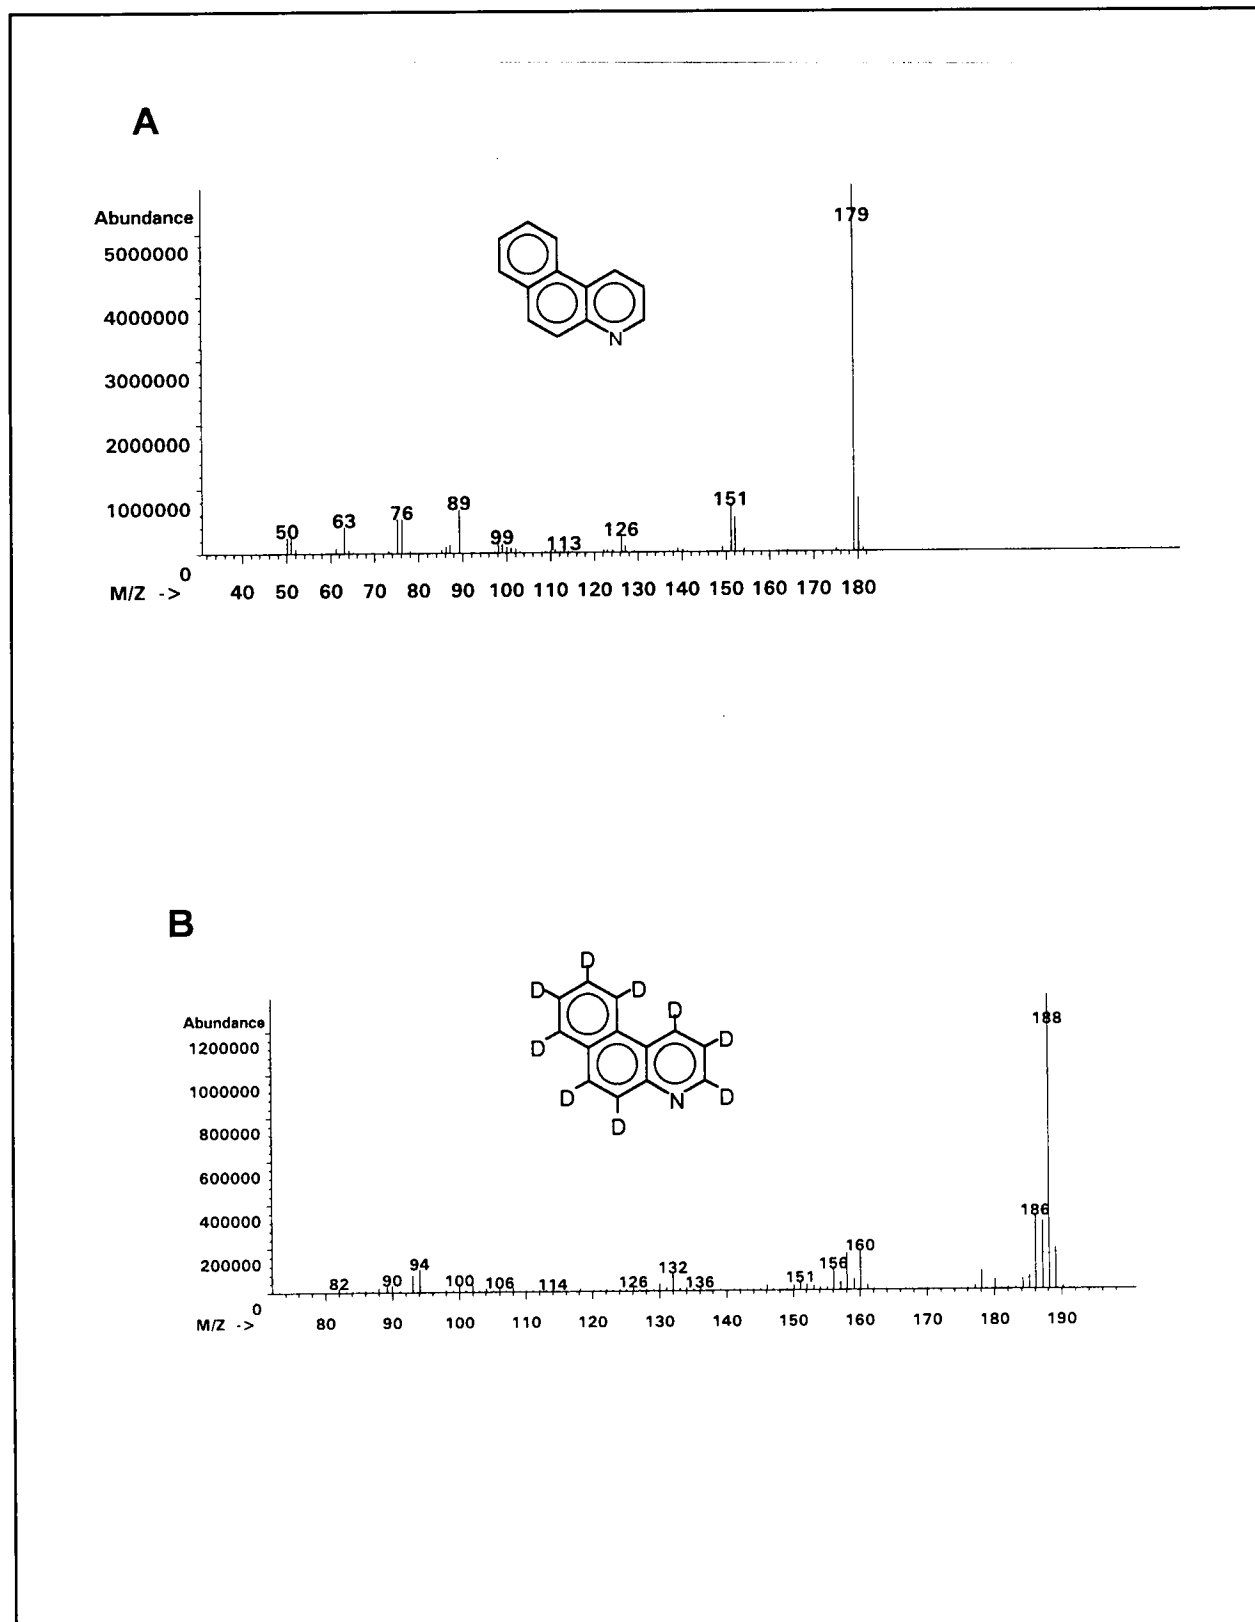 A
Abundance
179
5000000
4000000
N
3000000
2000000
1000000
50 63 76 89 99 113 126 151
0
M/Z -> 40 50 60 70 80 90 100 110 120 130 140 150 160 170 180
B
D
D D
D
Abundance
188
1200000
D D
1000000
N D
D
800000
D
600000
400000
186
200000
82 90 94 100 106 114 126 132 136 151 156 160
0
M/Z -> 80 90 100 110 120 130 140 150 160 170 180 190